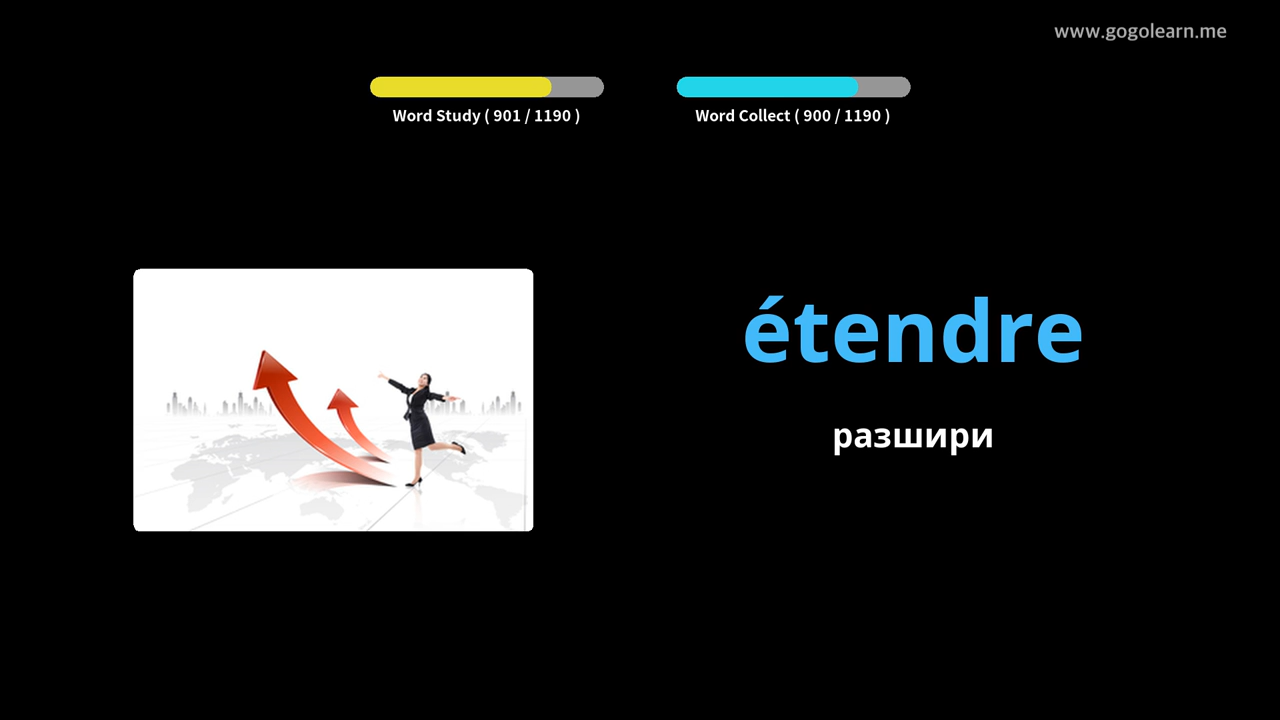 www.gogolearn.me
Word Study ( 901 / 1190 )
Word Collect ( 900 / 1190 )
étendre
разшири